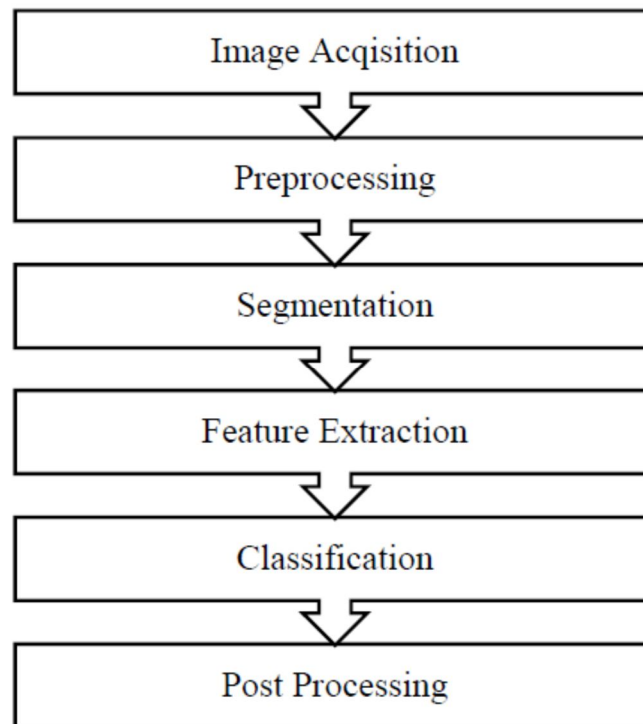 Image Acqisition
Preprocessing
Segmentation
Feature Extraction
Classification
Post Processing